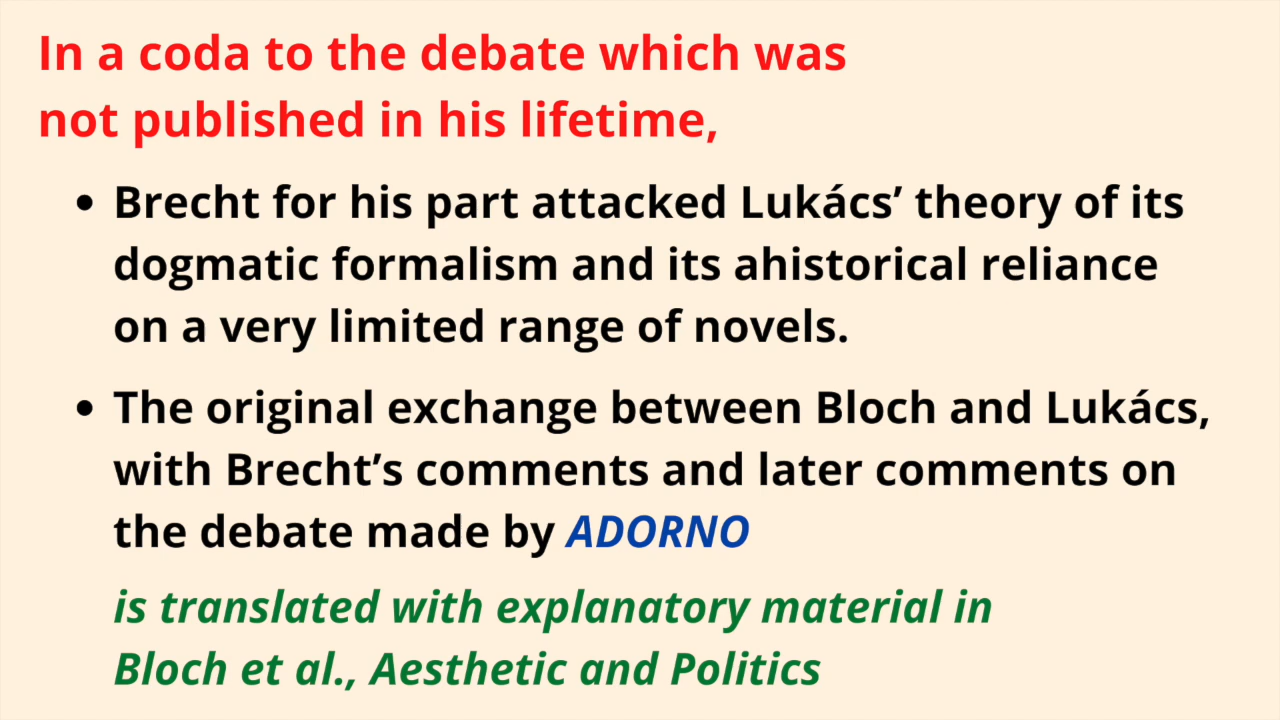 In a coda to the debate which was
not published in his lifetime,
• Brecht for his part attacked Lukács’ theory of its
dogmatic formalism and its ahistorical reliance
on a very limited range of novels.
• The original exchange between Bloch and Lukács,
with Brecht’s comments and later comments on
the debate made by ADORNO
is translated with explanatory material in
Bloch et al., Aesthetic and Politics